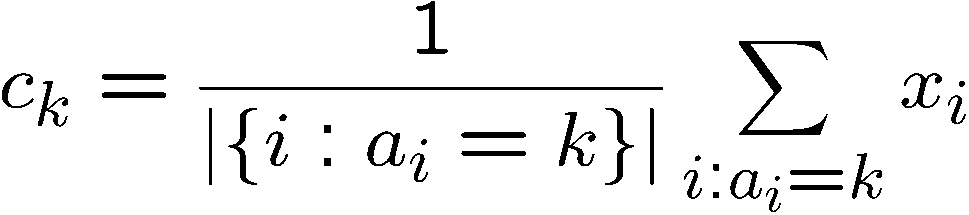 c_k = \frac{1}{|\{i : a_i = k\}|} \sum_{i:a_i=k} x_i